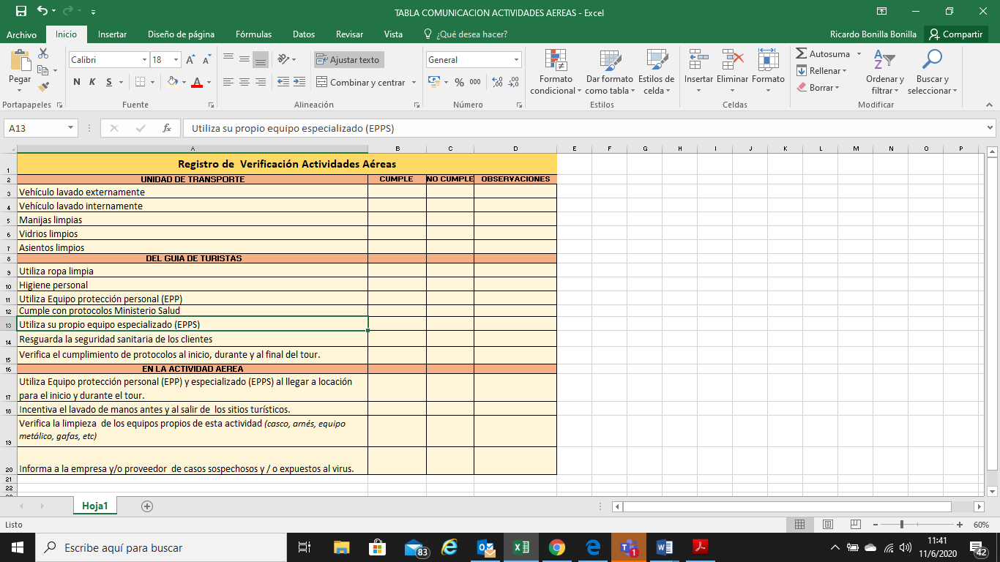 TABLA COMUNICACION ACTIVIDADES AEREAS - Excel
Archivo Inicio Insertar Diseño de página Fórmulas Datos Revisar Vista ¿Qué desea hacer? Ricardo Bonilla Bonilla Compartir
Pegar
Calibri 18
N K S
Ajustar texto
Combinar y centrar
General
% 000
Formato condicional
Dar formato como tabla
Estilos de celda
Insertar Eliminar Formato
Autosuma
Rellenar
Borrar
Ordenar y filtrar
Buscar y seleccionar
Portapapeles Fuente Alineación Número Estilos Celdas Modificar
A13 fx Utiliza su propio equipo especializado (EPPS)
A B C D E F G H I J K L M N O P
1 Registro de Verificación Actividades Aéreas
2 UNIDAD DE TRANSPORTE CUMPLE NO CUMPLE OBSERVACIONES
3 Vehículo lavado externamente
4 Vehículo lavado internamente
5 Manijas limpias
6 Vidrios limpios
7 Asientos limpios
8 DEL GUIA DE TURISTAS
9 Utiliza ropa limpia
10 Higiene personal
11 Utiliza Equipo protección personal (EPP)
12 Cumple con protocolos Ministerio Salud
13 Utiliza su propio equipo especializado (EPPS)
14 Resguarda la seguridad sanitaria de los clientes
15 Verifica el cumplimiento de protocolos al inicio, durante y al final del tour.
16 EN LA ACTIVIDAD AEREA
17 Utiliza Equipo protección personal (EPP) y especializado (EPPS) al llegar a locación
para el inicio y durante el tour.
18 Incentiva el lavado de manos antes y al salir de los sitios turísticos.
19 Verifica la limpieza de los equipos propios de esta actividad (casco, arnés, equipo
metálico, gafas, etc)
20 Informa a la empresa y/o proveedor de casos sospechosos y / o expuestos al virus.
21
22
Hoja1
Listo 60%
Escribe aquí para buscar
83
1
11:41
11/6/2020
42